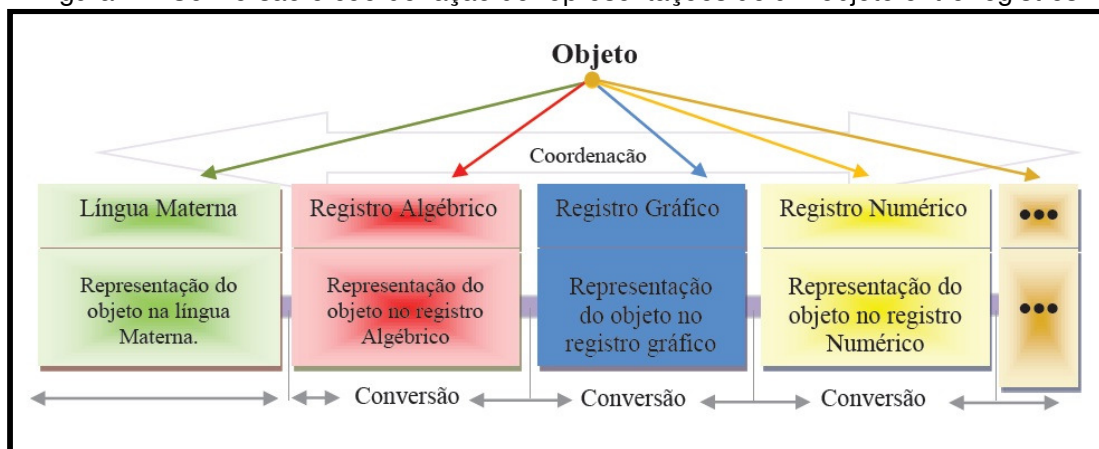 Objeto
Coordenacão
Língua Materna
Registro Algébrico
Registro Gráfico
Registro Numérico
•••
Representação do
objeto na língua
Materna.
Representação do
objeto no registro
Algébrico
Representação
do objeto no
registro gráfico
Representação do
objeto no registro
Numérico
•••
Conversão
Conversão
Conversão